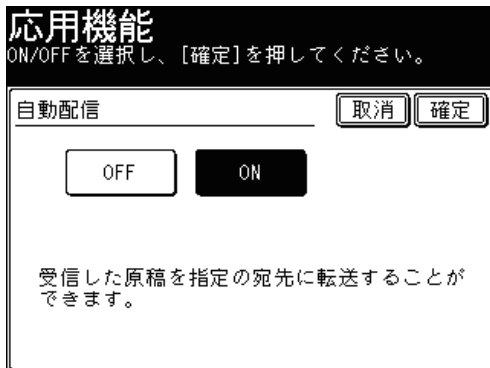 応用機能
ON/OFFを選択し、[確定]を押してください。
自動配信 取消 確定
OFF ON
受信した原稿を指定の宛先に転送することが
できます。